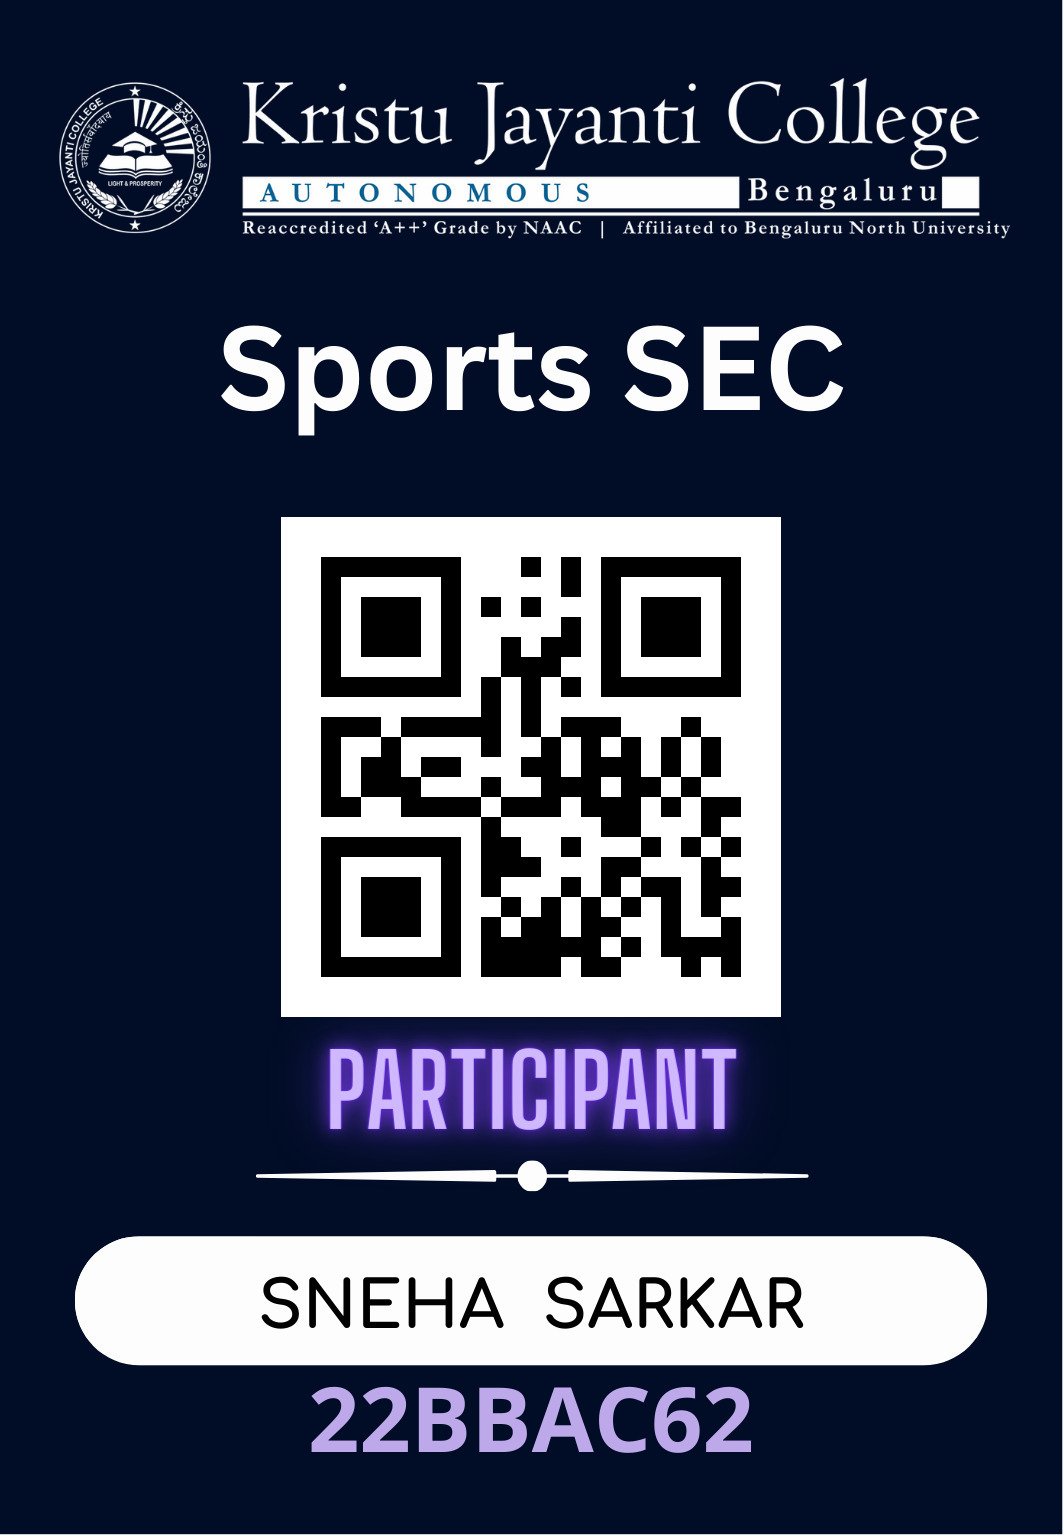 KRISTU JAYANTI COLLEGE
ज्योतिसंवाद्याय
ಕ್ರಿಸ್ತು ಜಯಂತಿ ಕಾಲೇಜು
LIGHT & PROSPERITY
Kristu Jayanti College
AUTONOMOUS Bengaluru
Reaccredited ‘A++’ Grade by NAAC | Affiliated to Bengaluru North University
Sports SEC
PARTICIPANT
SNEHA SARKAR
22BBAC62